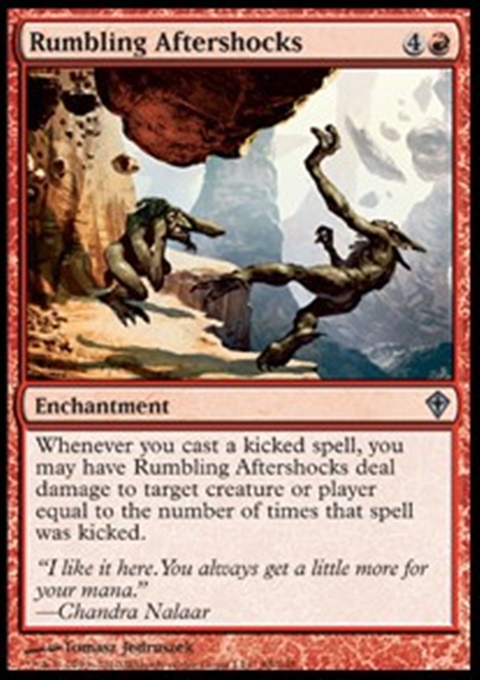 Rumbling Aftershocks 4
Enchantment
Whenever you cast a kicked spell, you
may have Rumbling Aftershocks deal
damage to target creature or player
equal to the number of times that spell
was kicked.
"I like it here. You always get a little more for
your mana."
—Chandra Nalaar
Tomasz Jedruszek